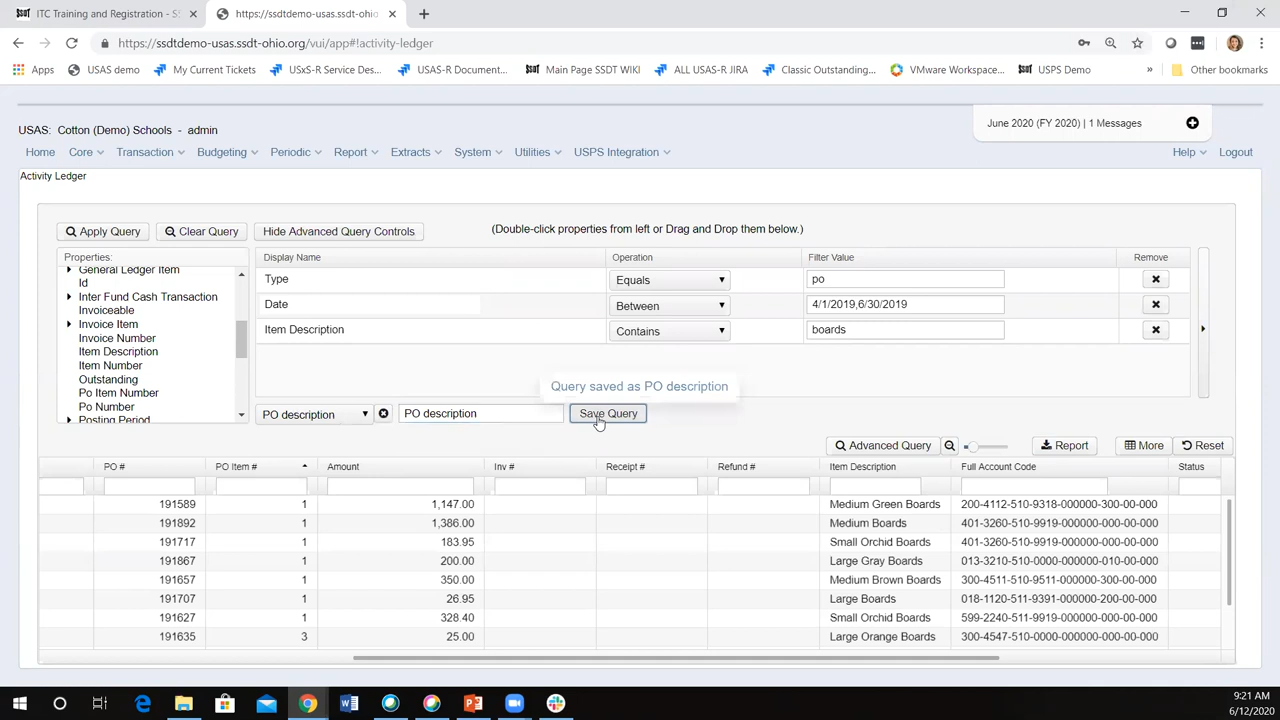 ITC Training and Registration - SS
https://ssdtdemo-usas.ssdt-ohio
https://ssdtdemo-usas.ssdt-ohio.org/vui/app#!activity-ledger
Apps USAS demo My Current Tickets USxS-R Service Des... USAS-R Document... Main Page SSDT WIKI ALL USAS-R JIRA Classic Outstanding... VMware Workspace... USPS Demo » Other bookmarks
USAS: Cotton (Demo) Schools - admin
June 2020 (FY 2020) | 1 Messages
Home Core Transaction Budgeting Periodic Report Extracts System Utilities USPS Integration Help Logout
Activity Ledger
Apply Query Clear Query Hide Advanced Query Controls (Double-click properties from left or Drag and Drop them below.)
Properties: Display Name Operation Filter Value Remove
General Ledger Item
Id
Inter Fund Cash Transaction
Invoiceable
Invoice Item
Invoice Number
Item Description
Item Number
Outstanding
Po Item Number
Po Number
Posting Period
Type Equals po
Date Between 4/1/2019,6/30/2019
Item Description Contains boards
Query saved as PO description
PO description PO description Save Query
Advanced Query Report More Reset
PO # PO Item # Amount Inv # Receipt # Refund # Item Description Full Account Code Status
191589 1 1,147.00 Medium Green Boards 200-4112-510-9318-000000-300-00-000
191892 1 1,386.00 Medium Boards 401-3260-510-9919-000000-000-00-000
191717 1 183.95 Small Orchid Boards 401-3260-510-9919-000000-000-00-000
191867 1 200.00 Large Gray Boards 013-3210-510-0000-000000-010-00-000
191657 1 350.00 Medium Brown Boards 300-4511-510-9511-000000-300-00-000
191707 1 26.95 Large Boards 018-1120-511-9391-000000-200-00-000
191627 1 328.40 Small Orchid Boards 599-2240-511-9919-000000-000-00-000
191635 3 25.00 Large Orange Boards 300-4547-510-0000-000000-000-00-000
9:21 AM
6/12/2020